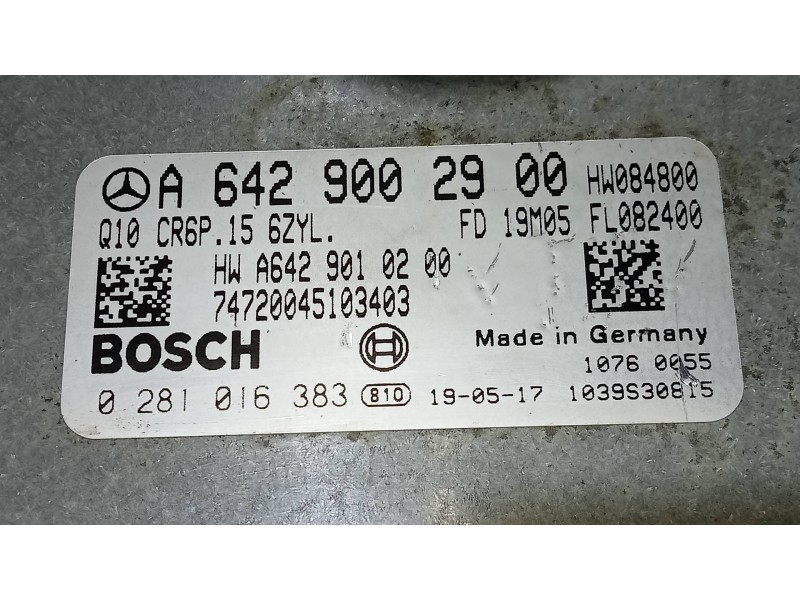 A 642 900 29 00 HW084800
Q10 CR6P.15 6ZYL. FD 19M05 FL082400
HW A642 901 02 00
74720045103403
BOSCH Made in Germany
1076 0055
0 281 016 383 810 19-05-17 1039S30815